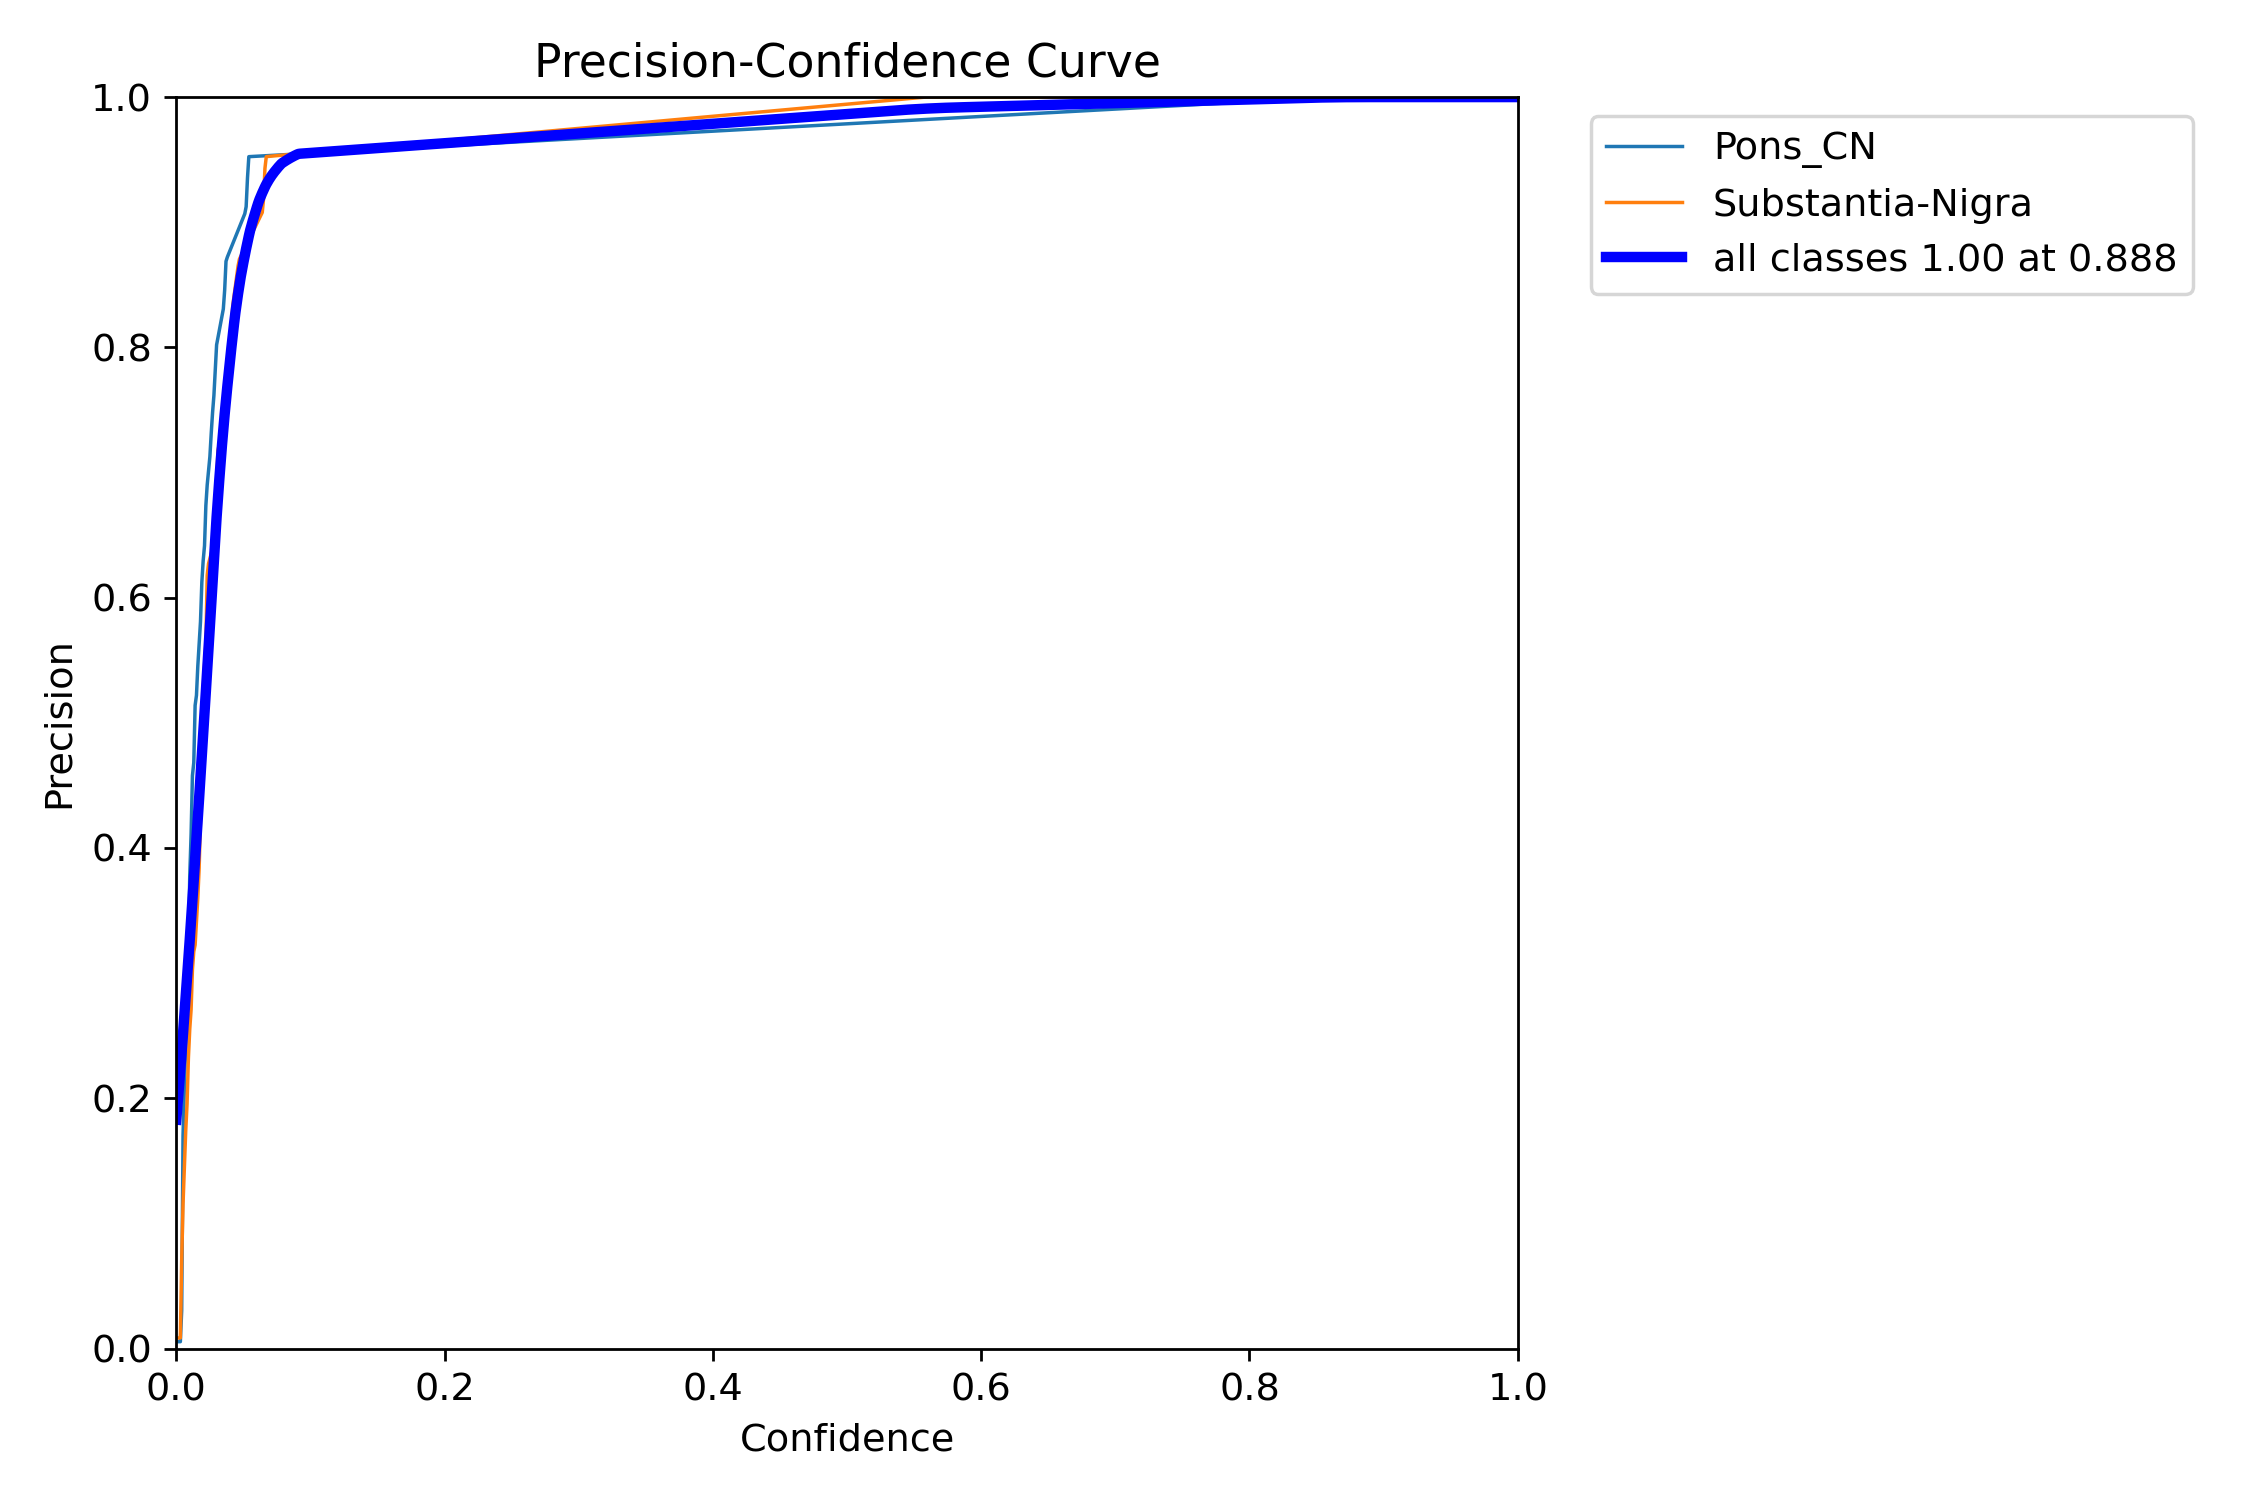 Precision-Confidence Curve
1.0
0.8
0.6
0.4
0.2
0.0
Precision
0.0 0.2 0.4 0.6 0.8 1.0
Confidence
Pons_CN
Substantia-Nigra
all classes 1.00 at 0.888